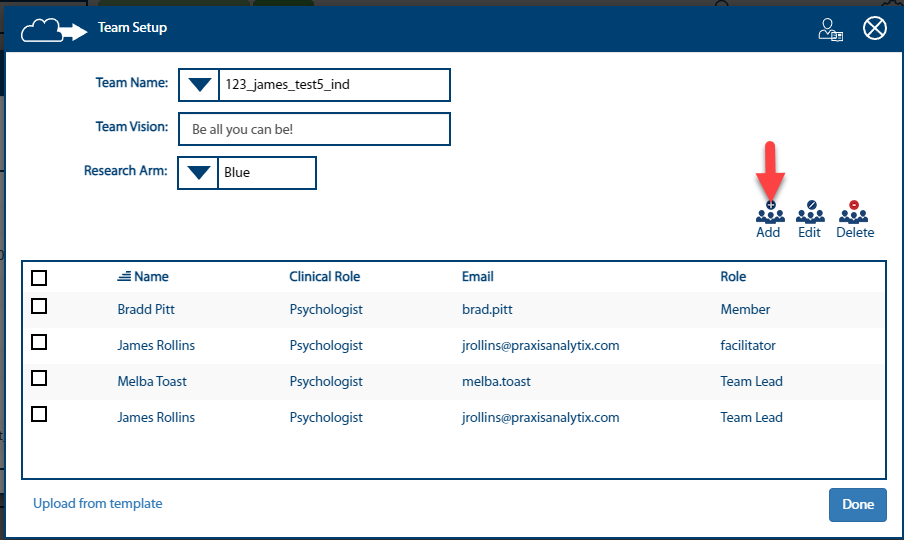 Team Setup
Team Name: 123_james_test5_ind
Team Vision: Be all you can be!
Research Arm: Blue
Add Edit Delete
Name Clinical Role Email Role
Bradd Pitt Psychologist brad.pitt Member
James Rollins Psychologist jrollins@praxisanalytix.com facilitator
Melba Toast Psychologist melba.toast Team Lead
James Rollins Psychologist jrollins@praxisanalytix.com Team Lead
Upload from template Done